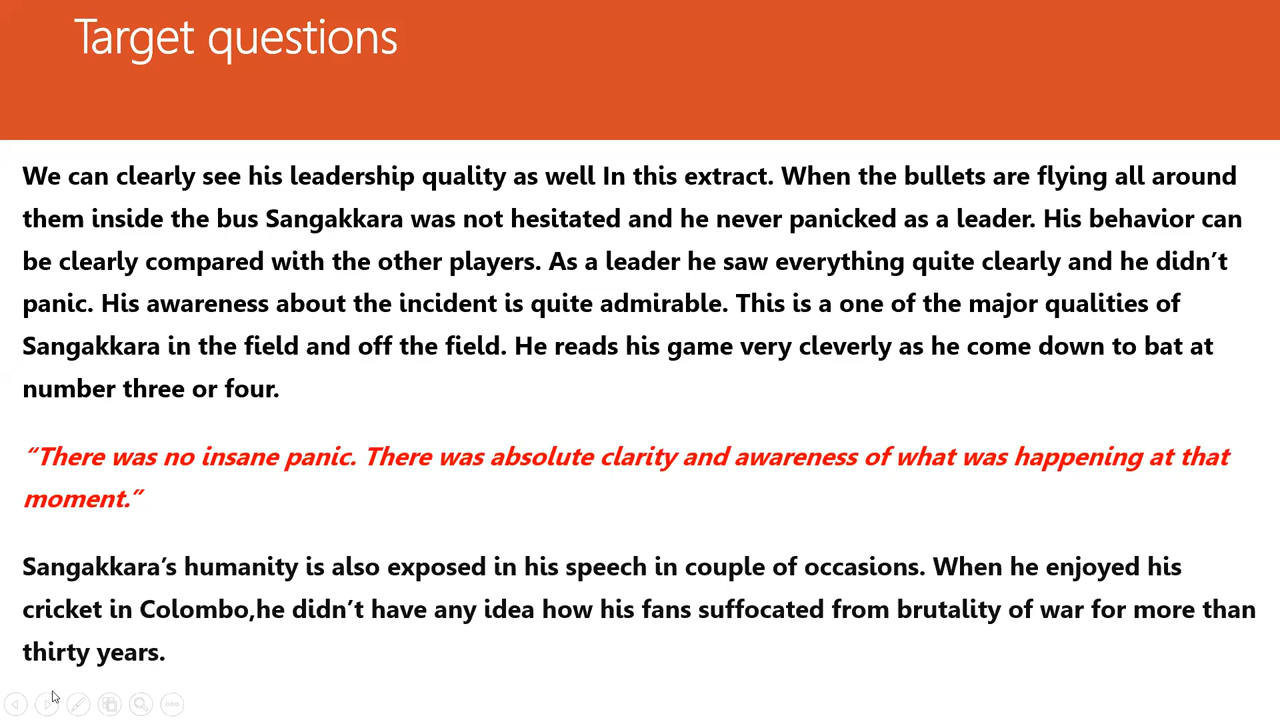 Target questions
We can clearly see his leadership quality as well In this extract. When the bullets are flying all around
them inside the bus Sangakkara was not hesitated and he never panicked as a leader. His behavior can
be clearly compared with the other players. As a leader he saw everything quite clearly and he didn’t
panic. His awareness about the incident is quite admirable. This is a one of the major qualities of
Sangakkara in the field and off the field. He reads his game very cleverly as he come down to bat at
number three or four.
“There was no insane panic. There was absolute clarity and awareness of what was happening at that
moment.”
Sangakkara’s humanity is also exposed in his speech in couple of occasions. When he enjoyed his
cricket in Colombo,he didn’t have any idea how his fans suffocated from brutality of war for more than
thirty years.